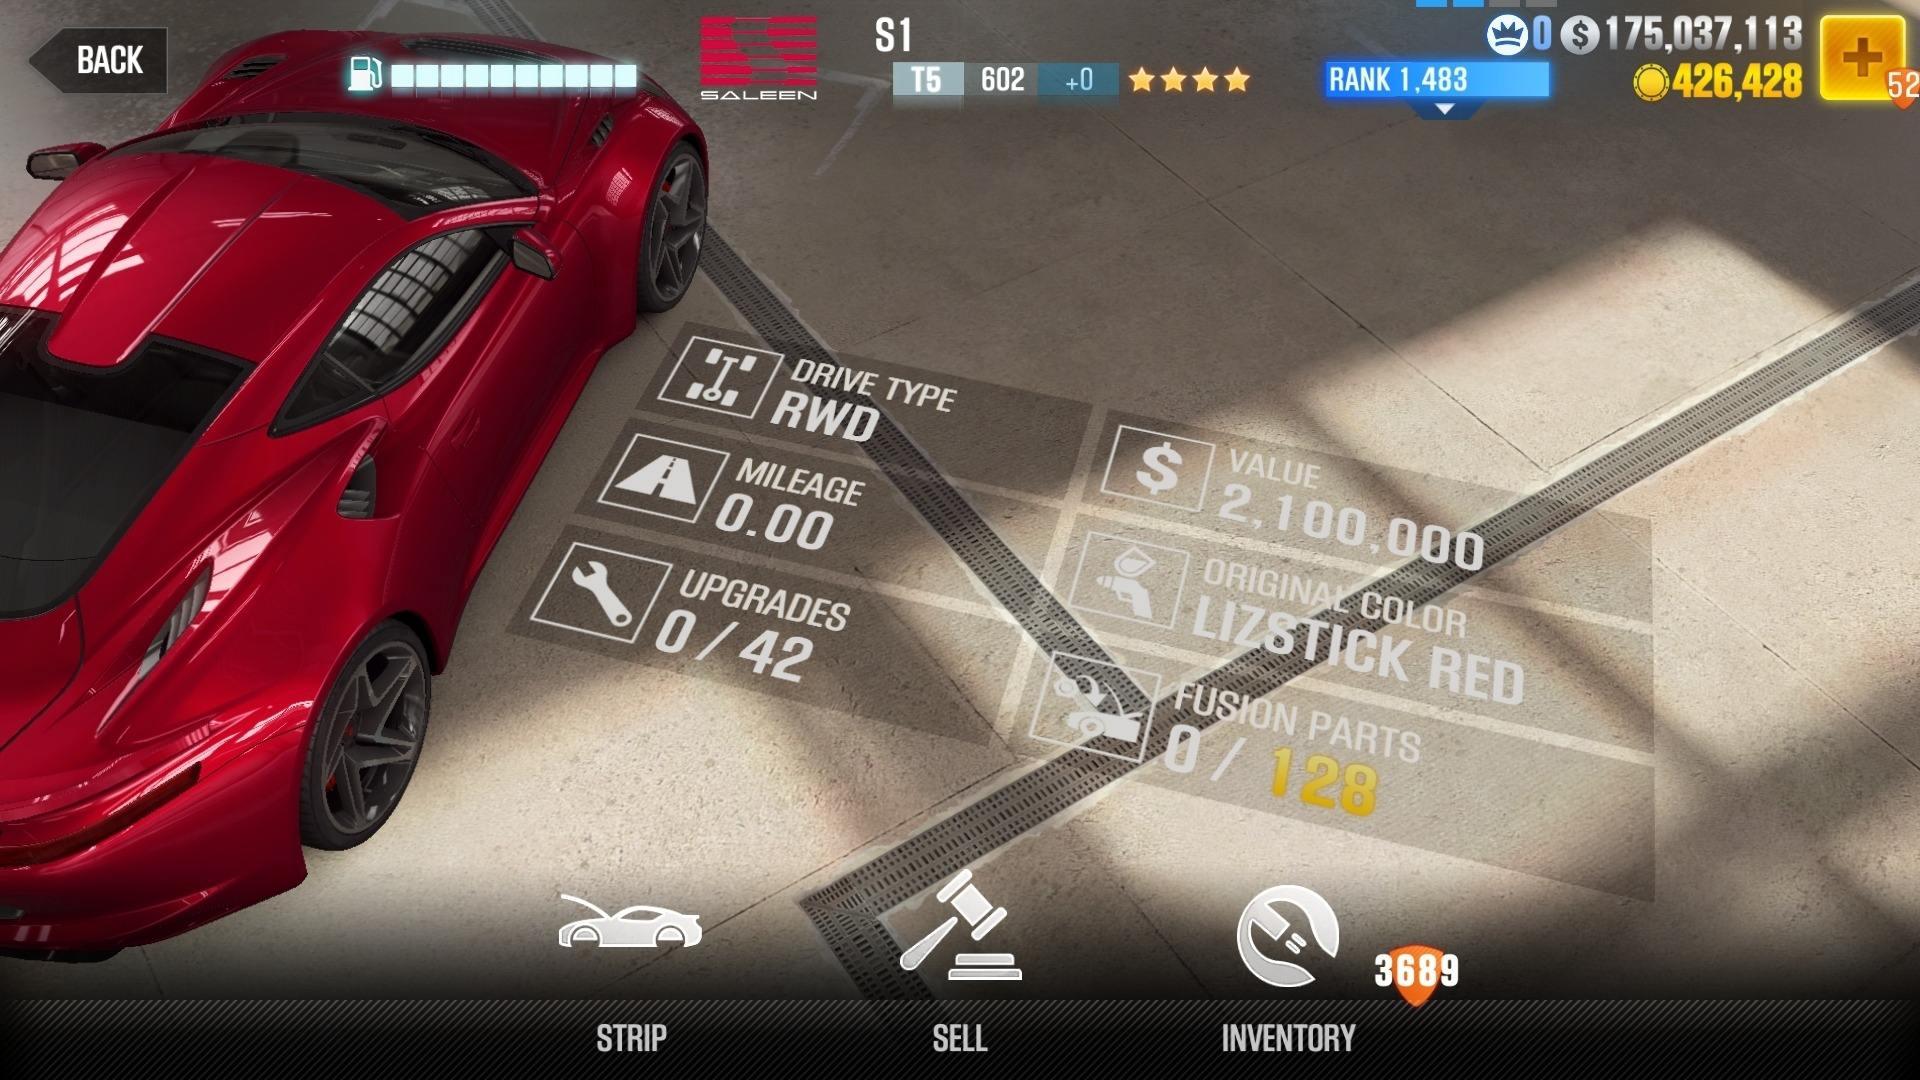 BACK
SALEEN
S1
T5 602 +0
RANK 1,483
0 $ 175,037,113
426,428
52
DRIVE TYPE
RWD
MILEAGE
0.00
UPGRADES
0/42
$ VALUE
2,100,000
ORIGINAL COLOR
LIZSTICK RED
FUSION PARTS
0/ 128
STRIP
SELL
INVENTORY
3689